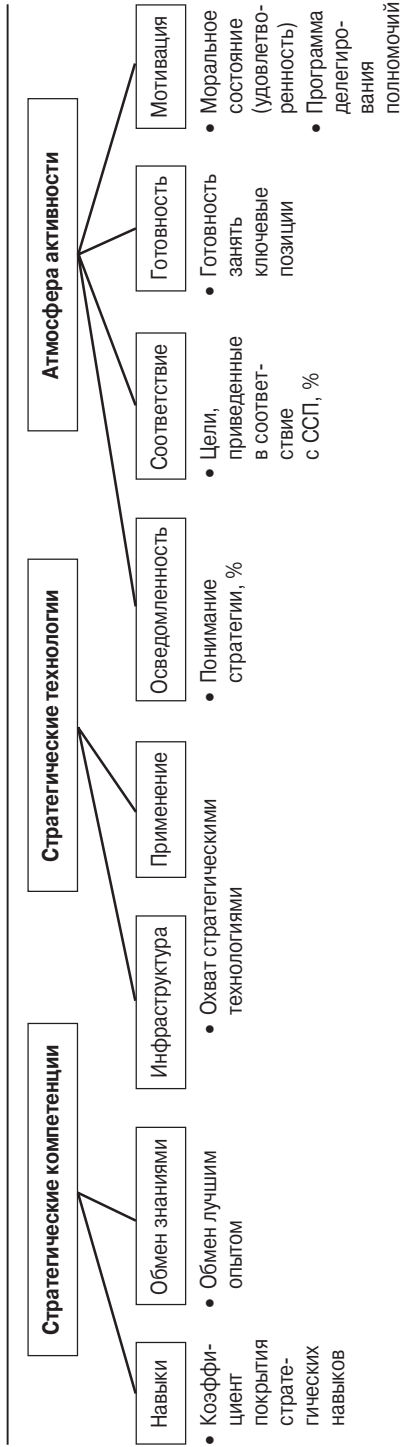 Стратегические компетенции
Стратегические технологии
Атмосфера активности
Навыки
Обмен знаниями
Инфраструктура
Применение
Осведомленность
Соответствие
Готовность
Мотивация
• Коэффи-
циент
покрытия
страте-
гических
навыков
• Обмен лучшим
опытом
• Охват стратегическими
технологиями
• Понимание
стратегии, %
• Цели,
приведенные
в соответ-
ствие
с ССП, %
• Готовность
занять
ключевые
позиции
• Моральное
состояние
(удовлетво-
ренность)
• Программа
делегиро-
вания
полномочий